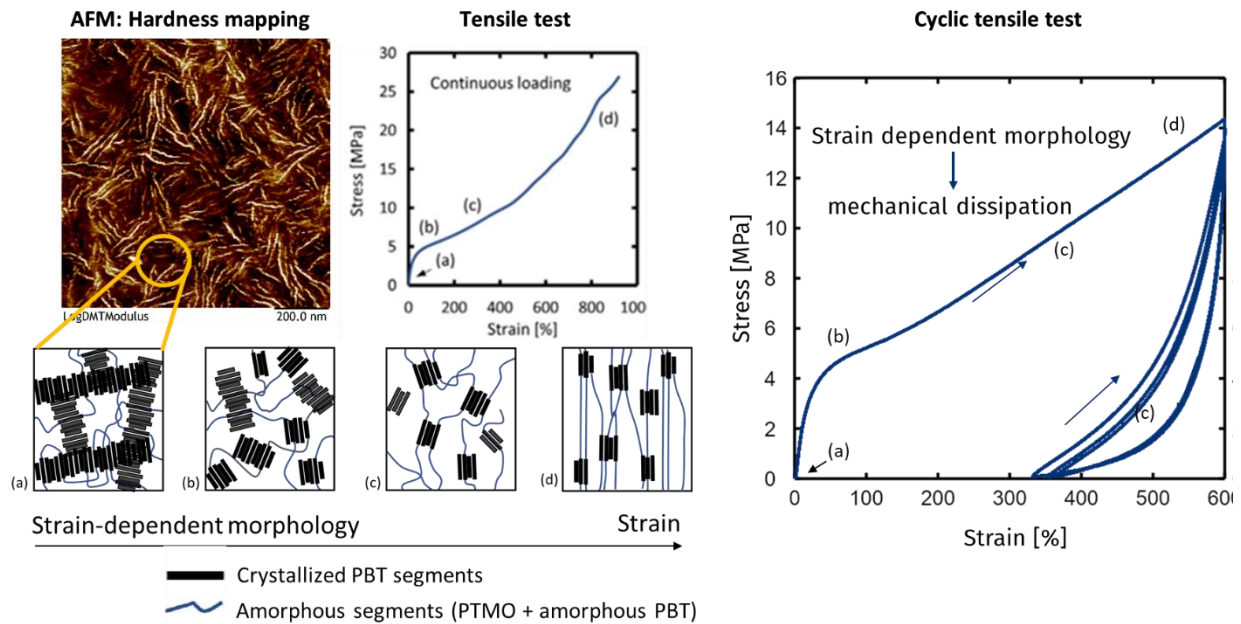 AFM: Hardness mapping
LogDMTModulus
200.0 nm
Tensile test
Continuous loading
Stress [MPa]
30
25
20
15
10
5
0
0
200
400
600
800
100
Strain [%]
(a)
(b)
(c)
(d)
(a)
(b)
(c)
(d)
Strain-dependent morphology
Strain
Crystallized PBT segments
Amorphous segments (PTMO + amorphous PBT)
Cyclic tensile test
Strain dependent morphology
mechanical dissipation
Stress [MPa]
16
14
12
10
8
6
4
2
0
0
100
200
300
400
500
600
Strain [%]
(a)
(b)
(c)
(d)
(c)